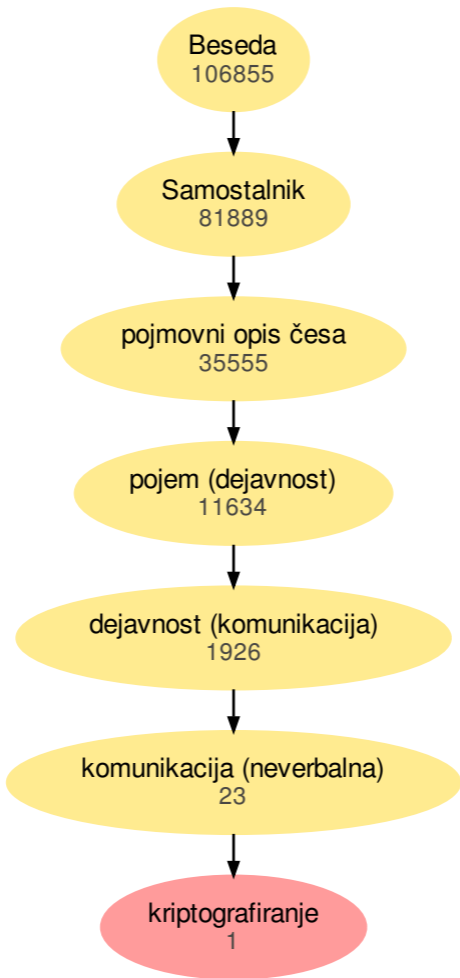 Beseda
106855
Samostalnik
81889
pojmovni opis česa
35555
pojem (dejavnost)
11634
dejavnost (komunikacija)
1926
komunikacija (neverbalna)
23
kriptografiranje
1